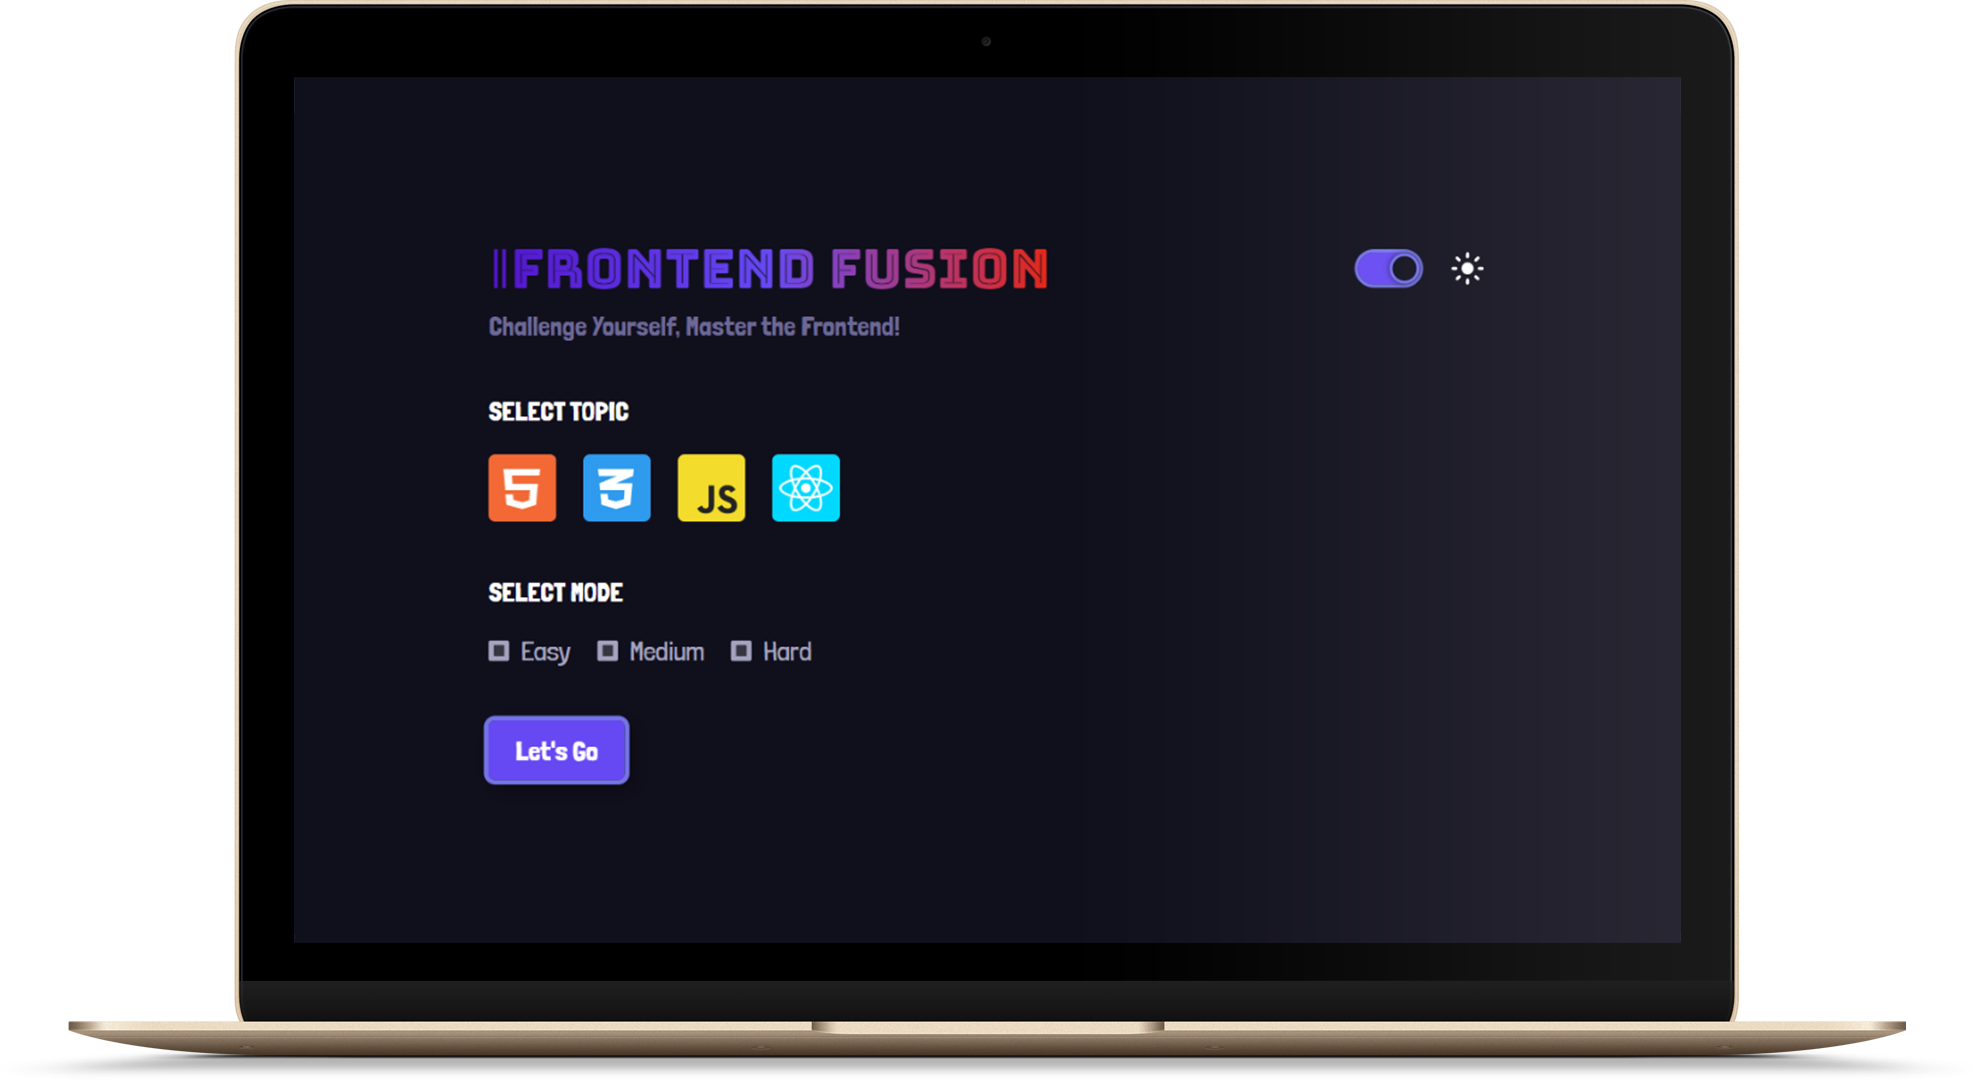 FRONTEND FUSION
Challenge Yourself, Master the Frontend!
SELECT TOPIC
5 3 JS
SELECT MODE
Easy Medium Hard
Let's Go